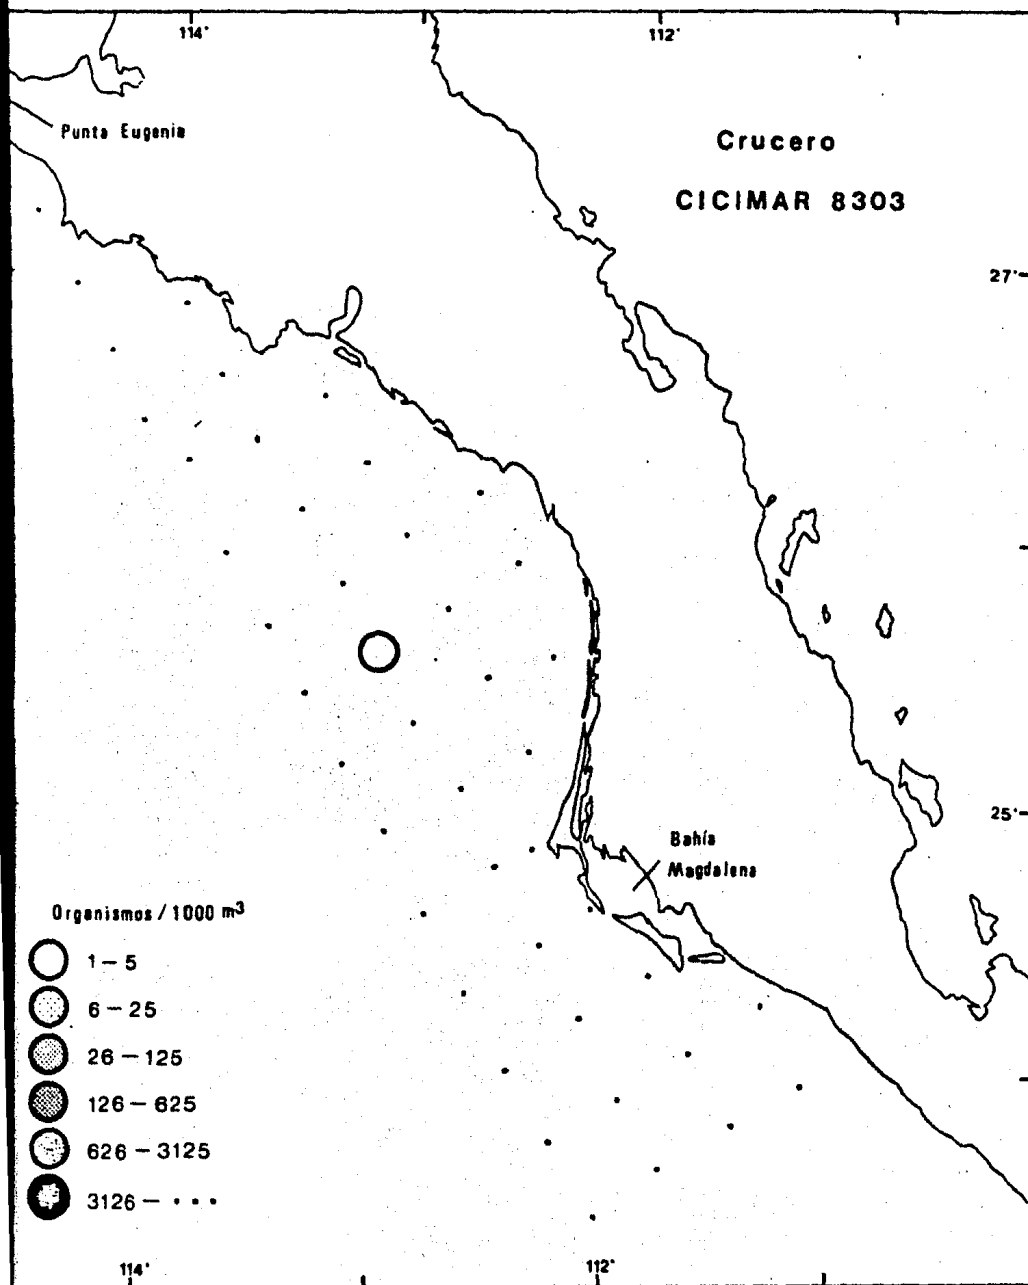 114°
112°
Punta Eugenia
Crucero
CICIMAR 8303
27°
25°
Bahía
Magdalena
Organismos / 1000 m³
1 – 5
6 – 25
26 – 125
126 – 625
626 – 3125
3126 – . . .
114°
112°